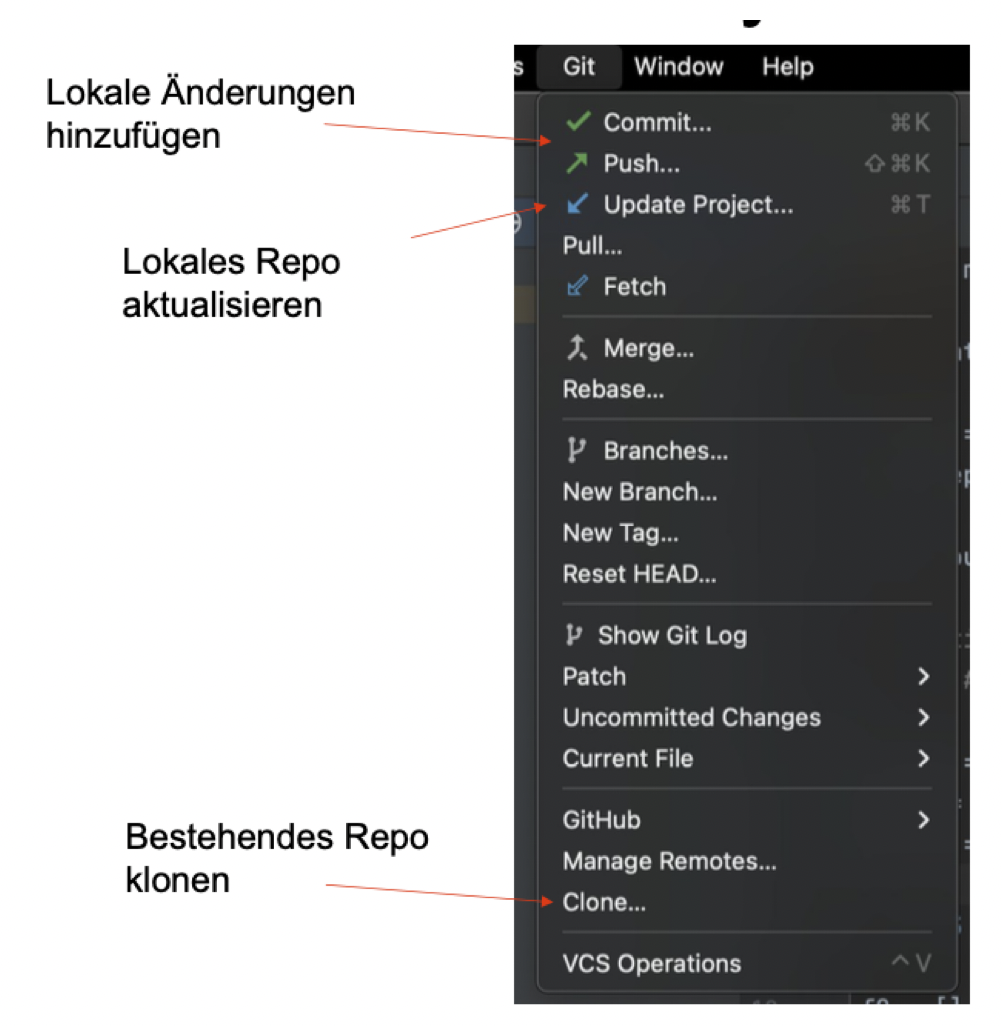 Git Window Help
Lokale Änderungen
hinzufügen
Commit... ⌘K
Push... ⇧⌘K
Update Project... ⌘T
Pull...
Fetch
Lokales Repo
aktualisieren
Merge...
Rebase...
Branches...
New Branch...
New Tag...
Reset HEAD...
Show Git Log
Patch
Uncommitted Changes
Current File
GitHub
Manage Remotes...
Clone...
Bestehendes Repo
klonen
VCS Operations ^V